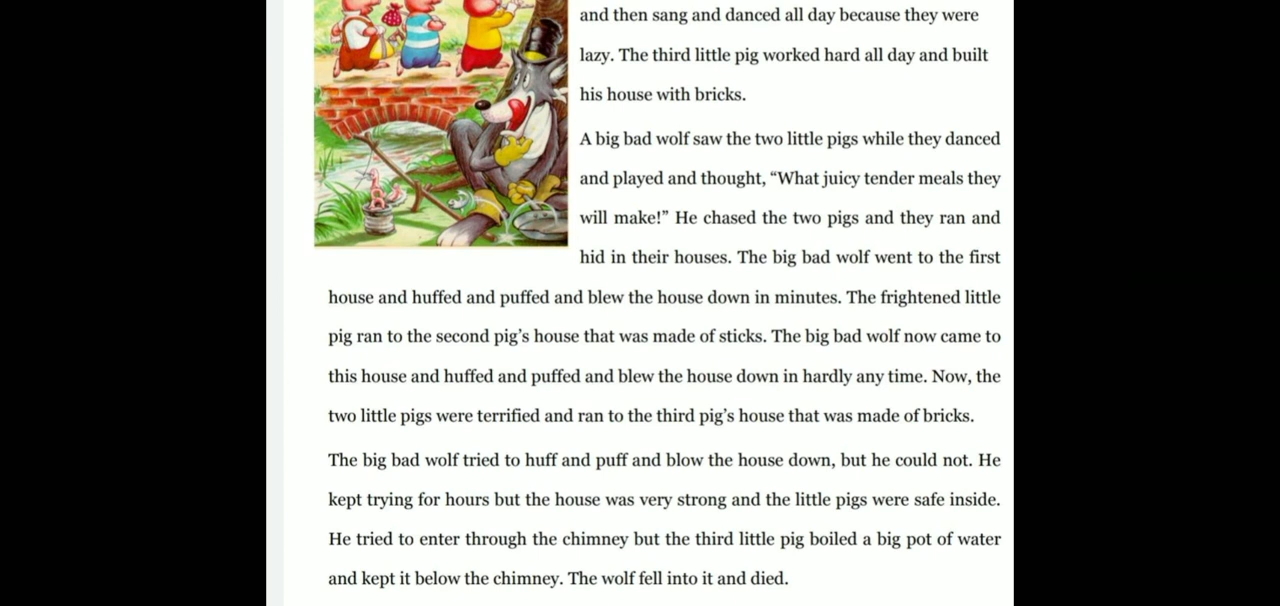 and then sang and danced all day because they were
lazy. The third little pig worked hard all day and built
his house with bricks.
A big bad wolf saw the two little pigs while they danced
and played and thought, “What juicy tender meals they
will make!” He chased the two pigs and they ran and
hid in their houses. The big bad wolf went to the first
house and huffed and puffed and blew the house down in minutes. The frightened little
pig ran to the second pig’s house that was made of sticks. The big bad wolf now came to
this house and huffed and puffed and blew the house down in hardly any time. Now, the
two little pigs were terrified and ran to the third pig’s house that was made of bricks.
The big bad wolf tried to huff and puff and blow the house down, but he could not. He
kept trying for hours but the house was very strong and the little pigs were safe inside.
He tried to enter through the chimney but the third little pig boiled a big pot of water
and kept it below the chimney. The wolf fell into it and died.